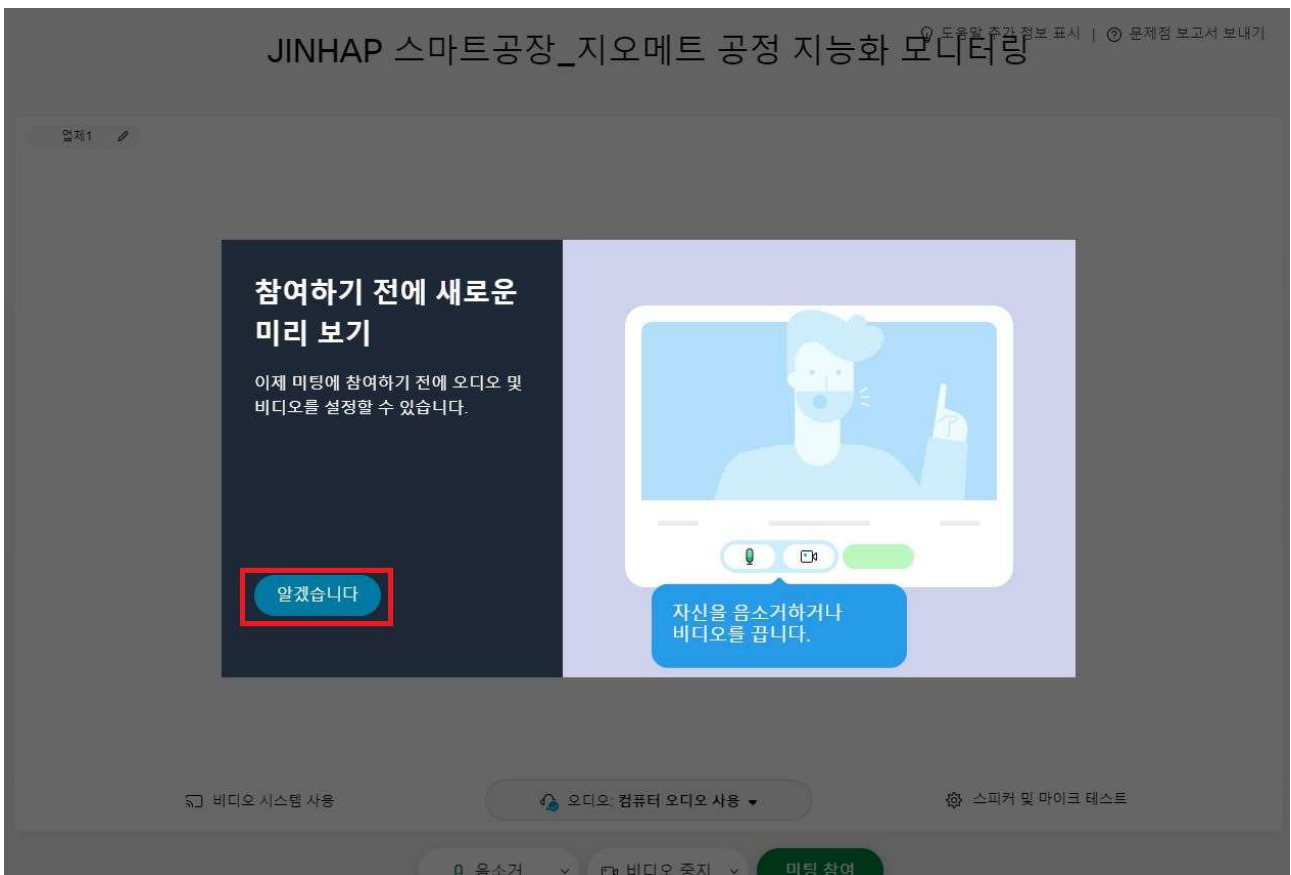 JINHAP 스마트공장_지오메트 공정 지능화 모니터링
도움말 추가 정보 표시 | 문제점 보고서 보내기
업체1
참여하기 전에 새로운
미리 보기
이제 미팅에 참여하기 전에 오디오 및
비디오를 설정할 수 있습니다.
알겠습니다
자신을 음소거하거나
비디오를 끕니다.
비디오 시스템 사용
오디오: 컴퓨터 오디오 사용
스피커 및 마이크 테스트
음소거
비디오 중지
미팅 참여